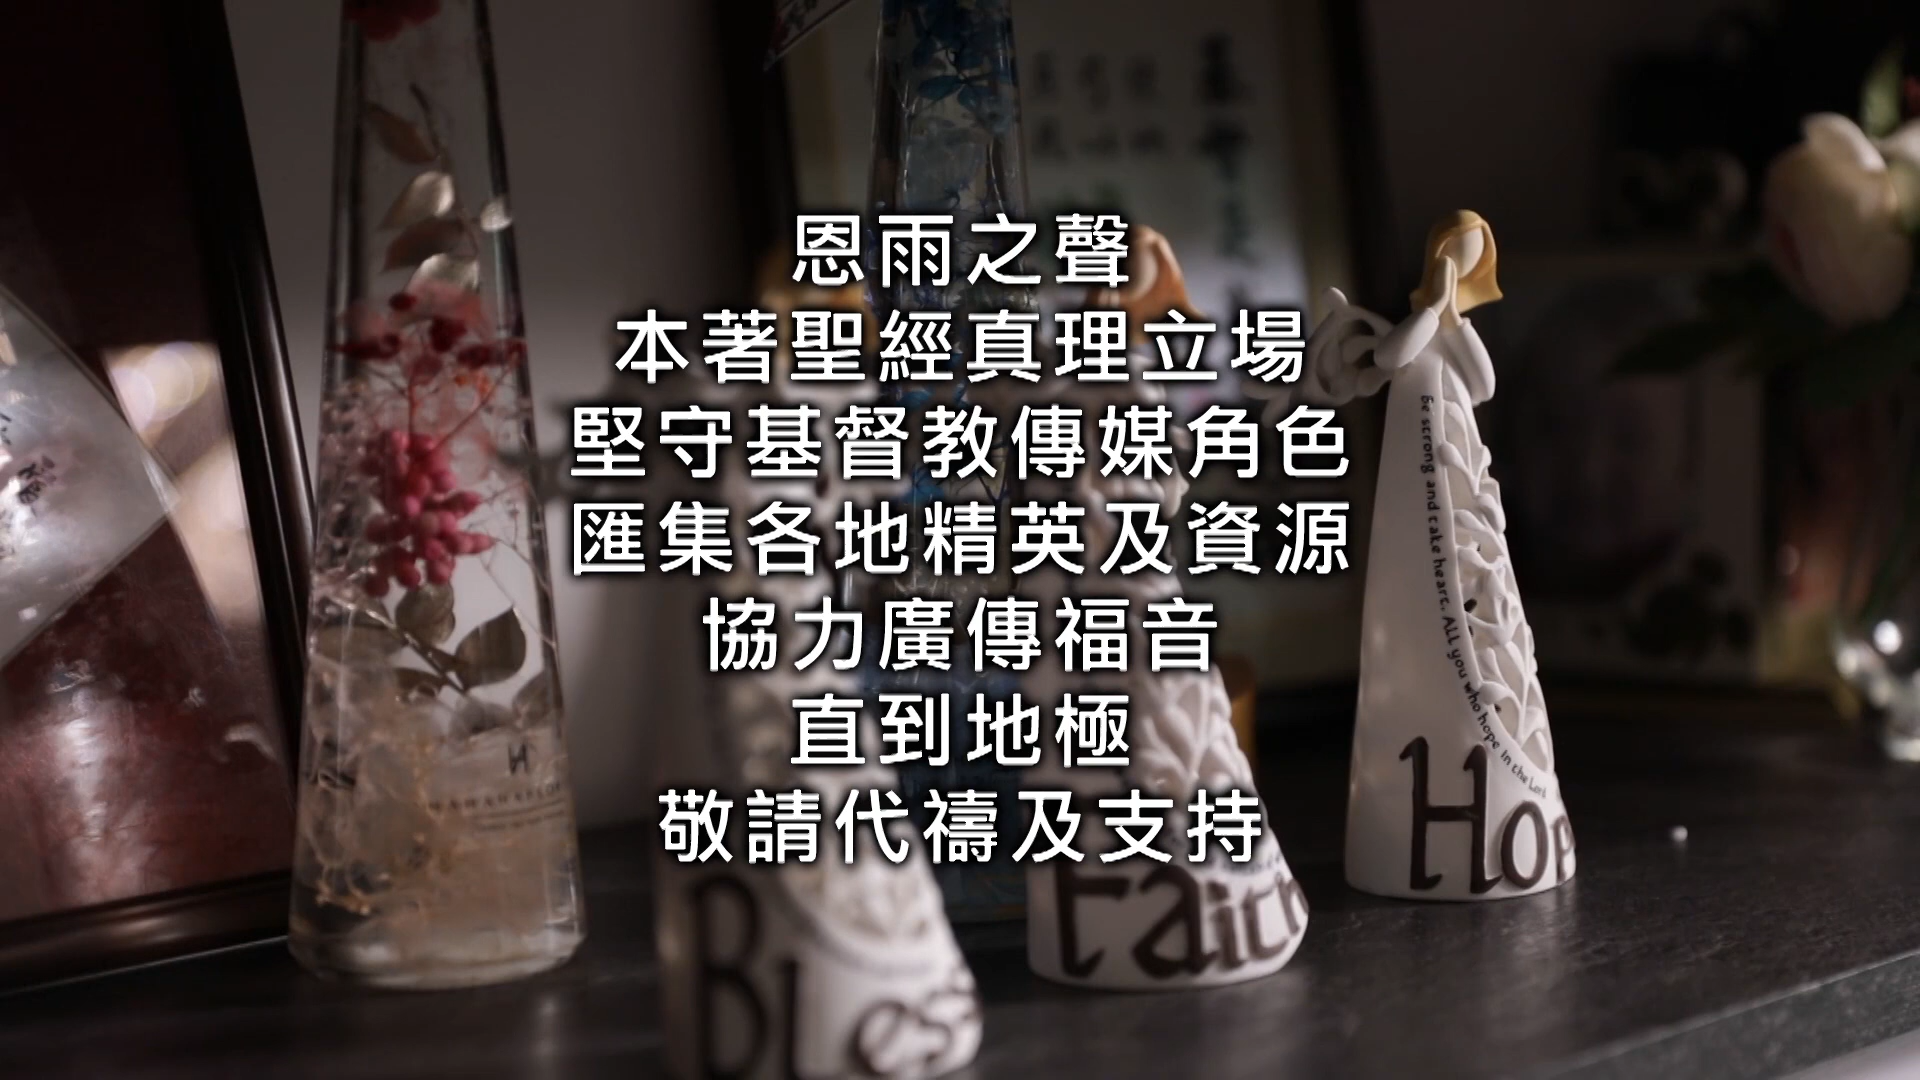 恩雨之聲
本著聖經真理立場
堅守基督教傳媒角色
匯集各地精英及資源
協力廣傳福音
直到地極
敬請代禱及支持
Be strong and take heart. All you who hope in the Lord
Hop
Faith
Bless